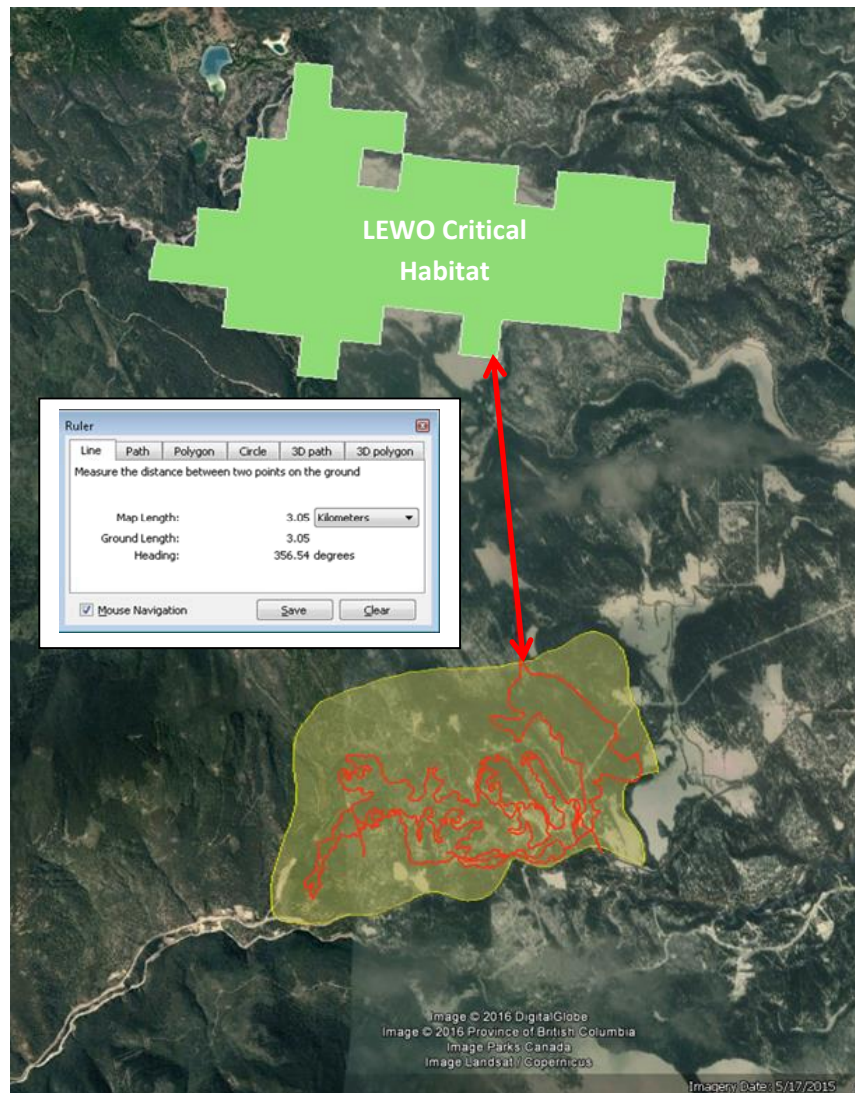 LEWO Critical
Habitat
Ruler
Line Path Polygon Circle 3D path 3D polygon
Measure the distance between two points on the ground
Map Length: 3.05 Kilometers
Ground Length: 3.05
Heading: 356.54 degrees
Mouse Navigation Save Clear
Image © 2016 DigitalGlobe
Image © 2016 Province of British Columbia
Image Parks Canada
Image Landsat / Copernicus
Imagery Date: 5/17/2015